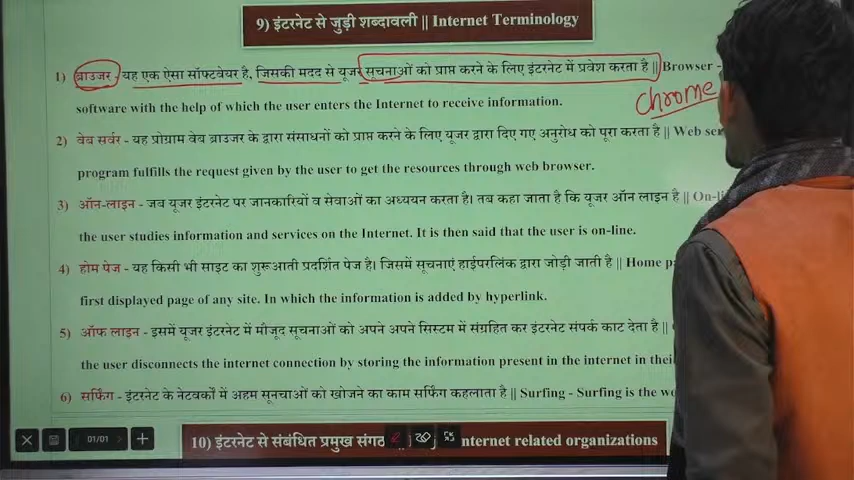 9) इंटरनेट से जुड़ी शब्दावली || Internet Terminology
1) ब्राउजर - यह एक ऐसा सॉफ्टवेयर है, जिसकी मदद से यूजर सूचनाओं को प्राप्त करने के लिए इंटरनेट में प्रवेश करता है || Browser -
Chrome
software with the help of which the user enters the Internet to receive information.
2) वेब सर्वर - यह प्रोग्राम वेब ब्राउजर के द्वारा संसाधनों को प्राप्त करने के लिए यूजर द्वारा दिए गए अनुरोध को पूरा करता है || Web ser
program fulfills the request given by the user to get the resources through web browser.
3) ऑन-लाइन - जब यूजर इंटरनेट पर जानकारियों व सेवाओं का अध्ययन करता है। तब कहा जाता है कि यूजर ऑन लाइन है || On-li
the user studies information and services on the Internet. It is then said that the user is on-line.
4) होम पेज - यह किसी भी साइट का शुरूआती प्रदर्शित पेज है। जिसमें सूचनाएं हाईपरलिंक द्वारा जोड़ी जाती है || Home p
first displayed page of any site. In which the information is added by hyperlink.
5) ऑफ लाइन - इसमें यूजर इंटरनेट में मौजूद सूचनाओं को अपने अपने सिस्टम में संग्रहित कर इंटरनेट संपर्क काट देता है ||
the user disconnects the internet connection by storing the information present in the internet in thei
6) सर्फिंग - इंटरनेट के नेटवर्कों में अहम सूनचाओं को खोजने का काम सर्फिंग कहलाता है || Surfing - Surfing is the wo
01/01
10) इंटरनेट से संबंधित प्रमुख संगठ nternet related organizations